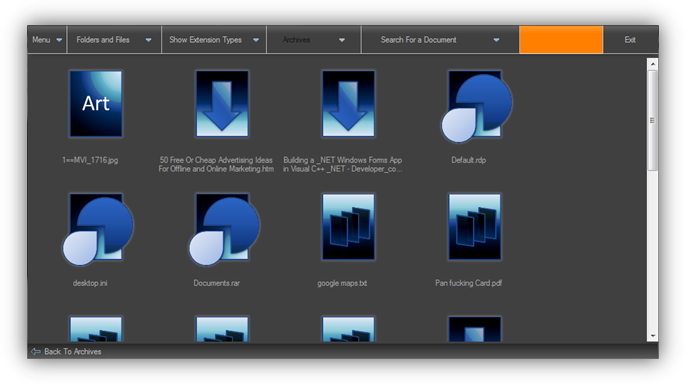 Menu
Folders and Files
Show Extension Types
Archives
Search For a Document
Exit
Art
1==MVI_1716.jpg
50 Free Or Cheap Advertising Ideas
For Offline and Online Marketing.htm
Building a _NET Windows Forms App
in Visual C++ _NET - Developer_co...
Default.rdp
desktop.ini
Documents.rar
google maps.txt
Pan fucking Card.pdf
Back To Archives